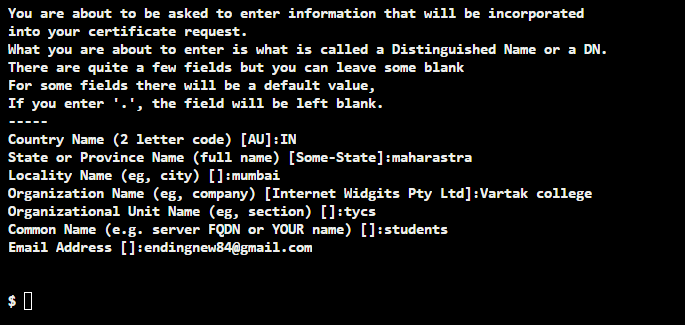 You are about to be asked to enter information that will be incorporated
into your certificate request.
What you are about to enter is what is called a Distinguished Name or a DN.
There are quite a few fields but you can leave some blank
For some fields there will be a default value,
If you enter '.', the field will be left blank.
-----
Country Name (2 letter code) [AU]:IN
State or Province Name (full name) [Some-State]:maharastra
Locality Name (eg, city) []:mumbai
Organization Name (eg, company) [Internet Widgits Pty Ltd]:Vartak college
Organizational Unit Name (eg, section) []:tycs
Common Name (e.g. server FQDN or YOUR name) []:students
Email Address []:endingnew84@gmail.com
$